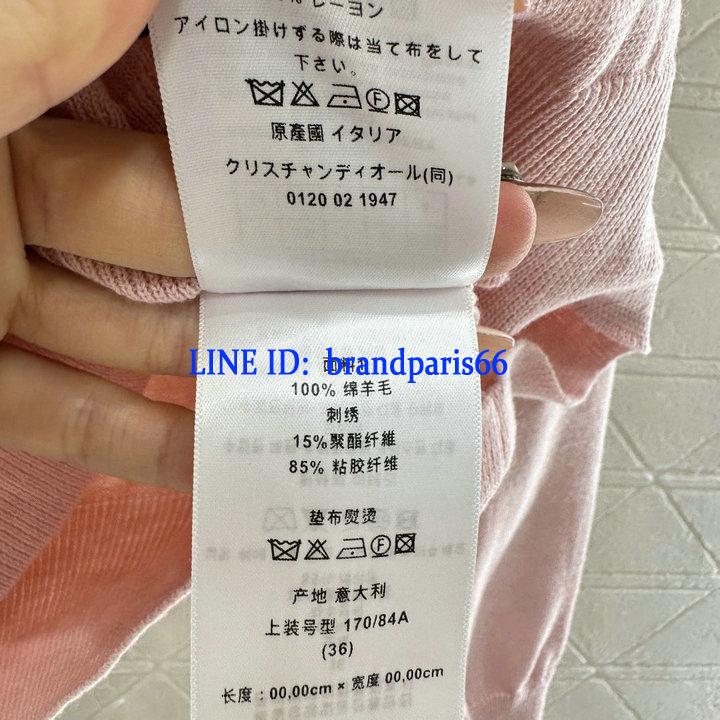 レーヨン
アイロン掛けずる際は当て布をして
下さい。
原產國 イタリア
クリスチャンディオール(同)
0120 02 1947
LINE ID: brandparis66
100% 绵羊毛
刺绣
15%聚酯纤維
85% 粘胶纤维
垫布熨烫
产地 意大利
上装号型 170/84A
(36)
长度：00,00cm × 宽度 00,00cm